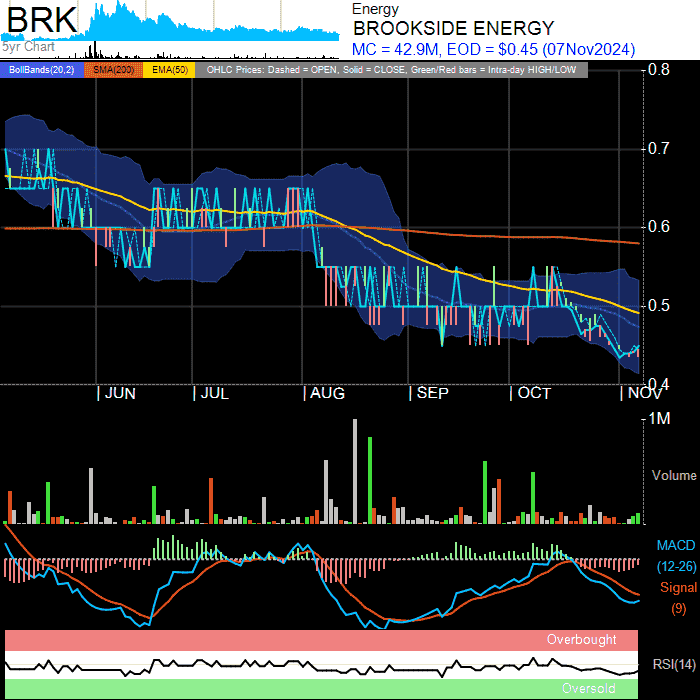 BRK
5yr Chart
Energy
BROOKSIDE ENERGY
MC = 42.9M, EOD = $0.45 (07Nov2024)
BollBands(20,2) SMA(200) EMA(50) OHLC Prices: Dashed = OPEN, Solid = CLOSE, Green/Red bars = Intra-day HIGH/LOW
0.8
0.7
0.6
0.5
0.4
| JUN | JUL | AUG | SEP | OCT | NOV
1M
Volume
MACD
(12-26)
Signal
(9)
Overbought
RSI(14)
Oversold